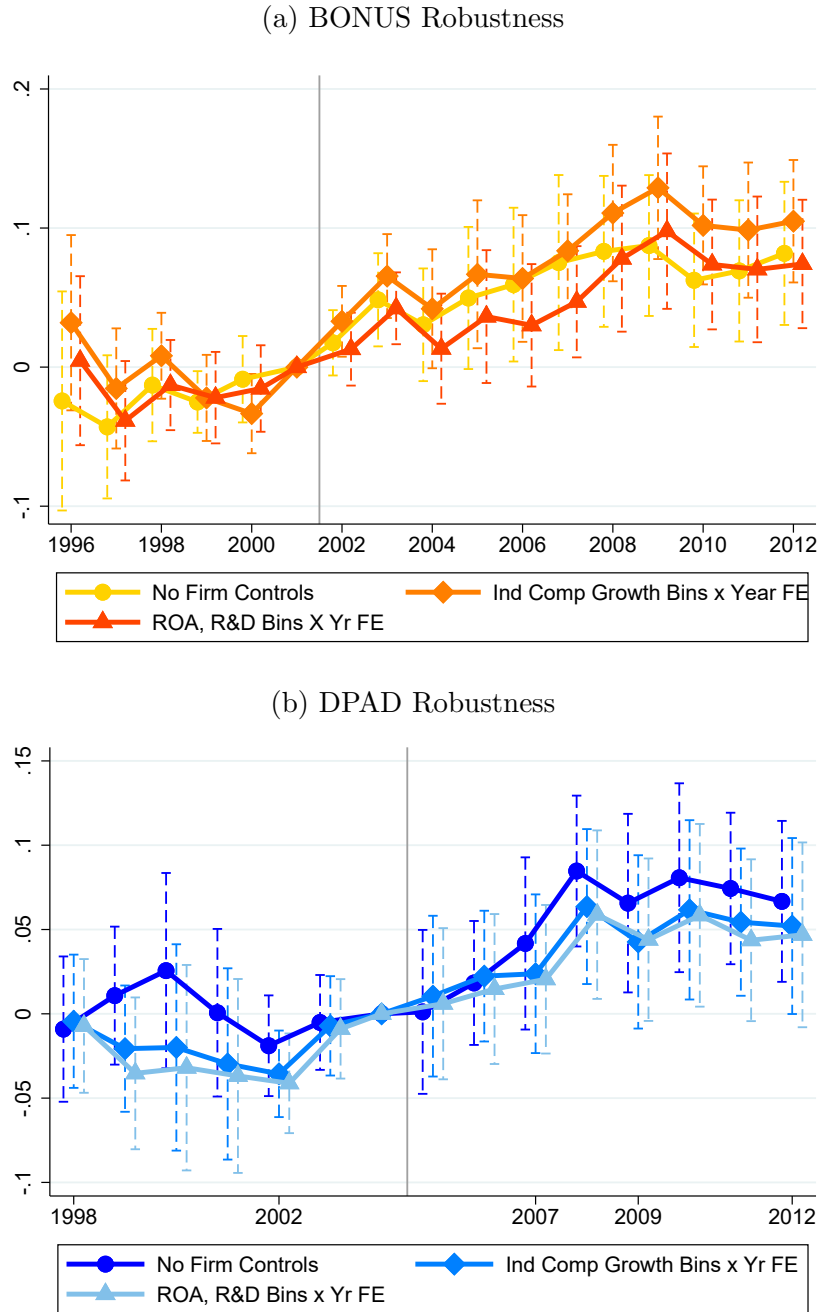 (a) BONUS Robustness
.2
.1
0
-.1
1996 1998 2000 2002 2004 2006 2008 2010 2012
No Firm Controls Ind Comp Growth Bins x Year FE
ROA, R&D Bins X Yr FE
(b) DPAD Robustness
.15
.1
.05
0
-.05
-.1
1998 2002 2007 2009 2012
No Firm Controls Ind Comp Growth Bins x Yr FE
ROA, R&D Bins x Yr FE